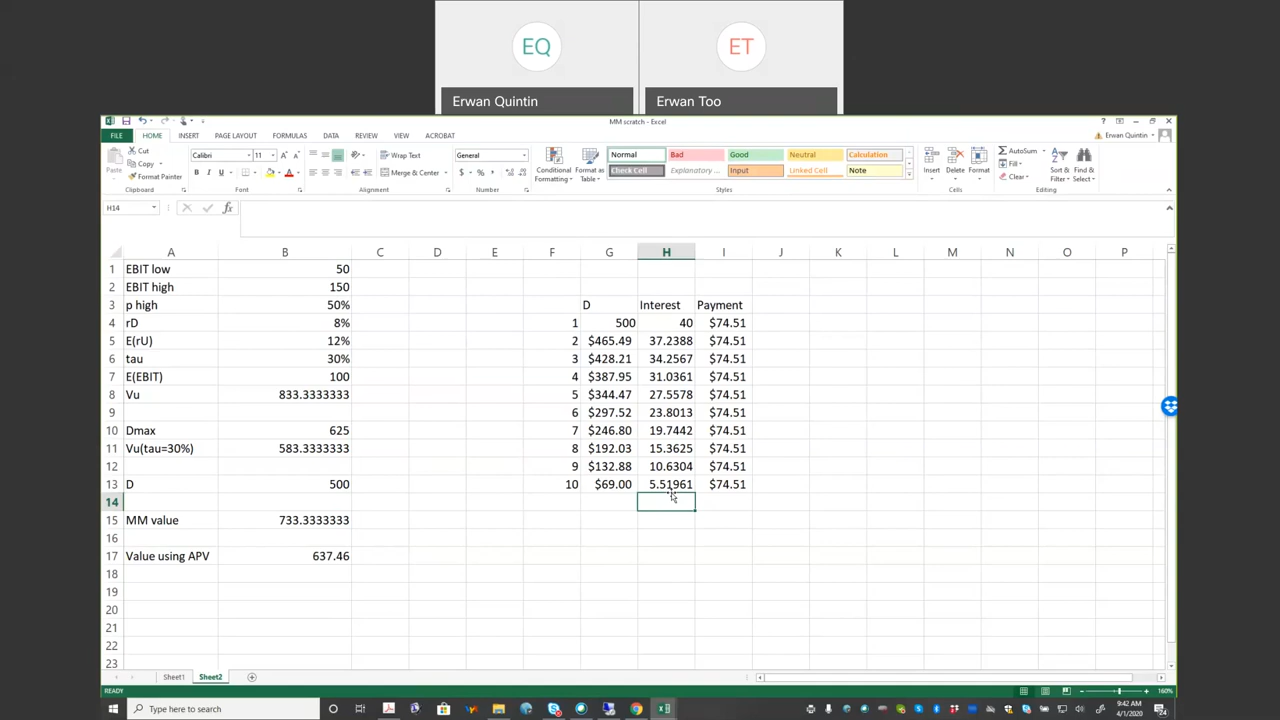 EQ
ET
Erwan Quintin
Erwan Too
MM scratch - Excel
FILE HOME INSERT PAGE LAYOUT FORMULAS DATA REVIEW VIEW ACROBAT
Erwan Quintin
Paste
Cut
Copy
Format Painter
Clipboard
Calibri 11
B I U
Font
Wrap Text
Merge & Center
Alignment
General
$ % ,
Number
Conditional Formatting
Format as Table
Normal Bad Good Neutral Calculation
Check Cell Explanatory ... Input Linked Cell Note
Styles
Insert Delete Format
Cells
AutoSum
Fill
Clear
Sort & Filter
Find & Select
Editing
H14
fx
A B C D E F G H I J K L M N O P
1 EBIT low 50
2 EBIT high 150
3 p high 50% D Interest Payment
4 rD 8% 1 500 40 $74.51
5 E(rU) 12% 2 $465.49 37.2388 $74.51
6 tau 30% 3 $428.21 34.2567 $74.51
7 E(EBIT) 100 4 $387.95 31.0361 $74.51
8 Vu 833.3333333 5 $344.47 27.5578 $74.51
9 6 $297.52 23.8013 $74.51
10 Dmax 625 7 $246.80 19.7442 $74.51
11 Vu(tau=30%) 583.3333333 8 $192.03 15.3625 $74.51
12 9 $132.88 10.6304 $74.51
13 D 500 10 $69.00 5.51961 $74.51
14
15 MM value 733.3333333
16
17 Value using APV 637.46
18
19
20
21
22
23
Sheet1 Sheet2
READY
160%
Type here to search
9:42 AM
4/1/2020
24